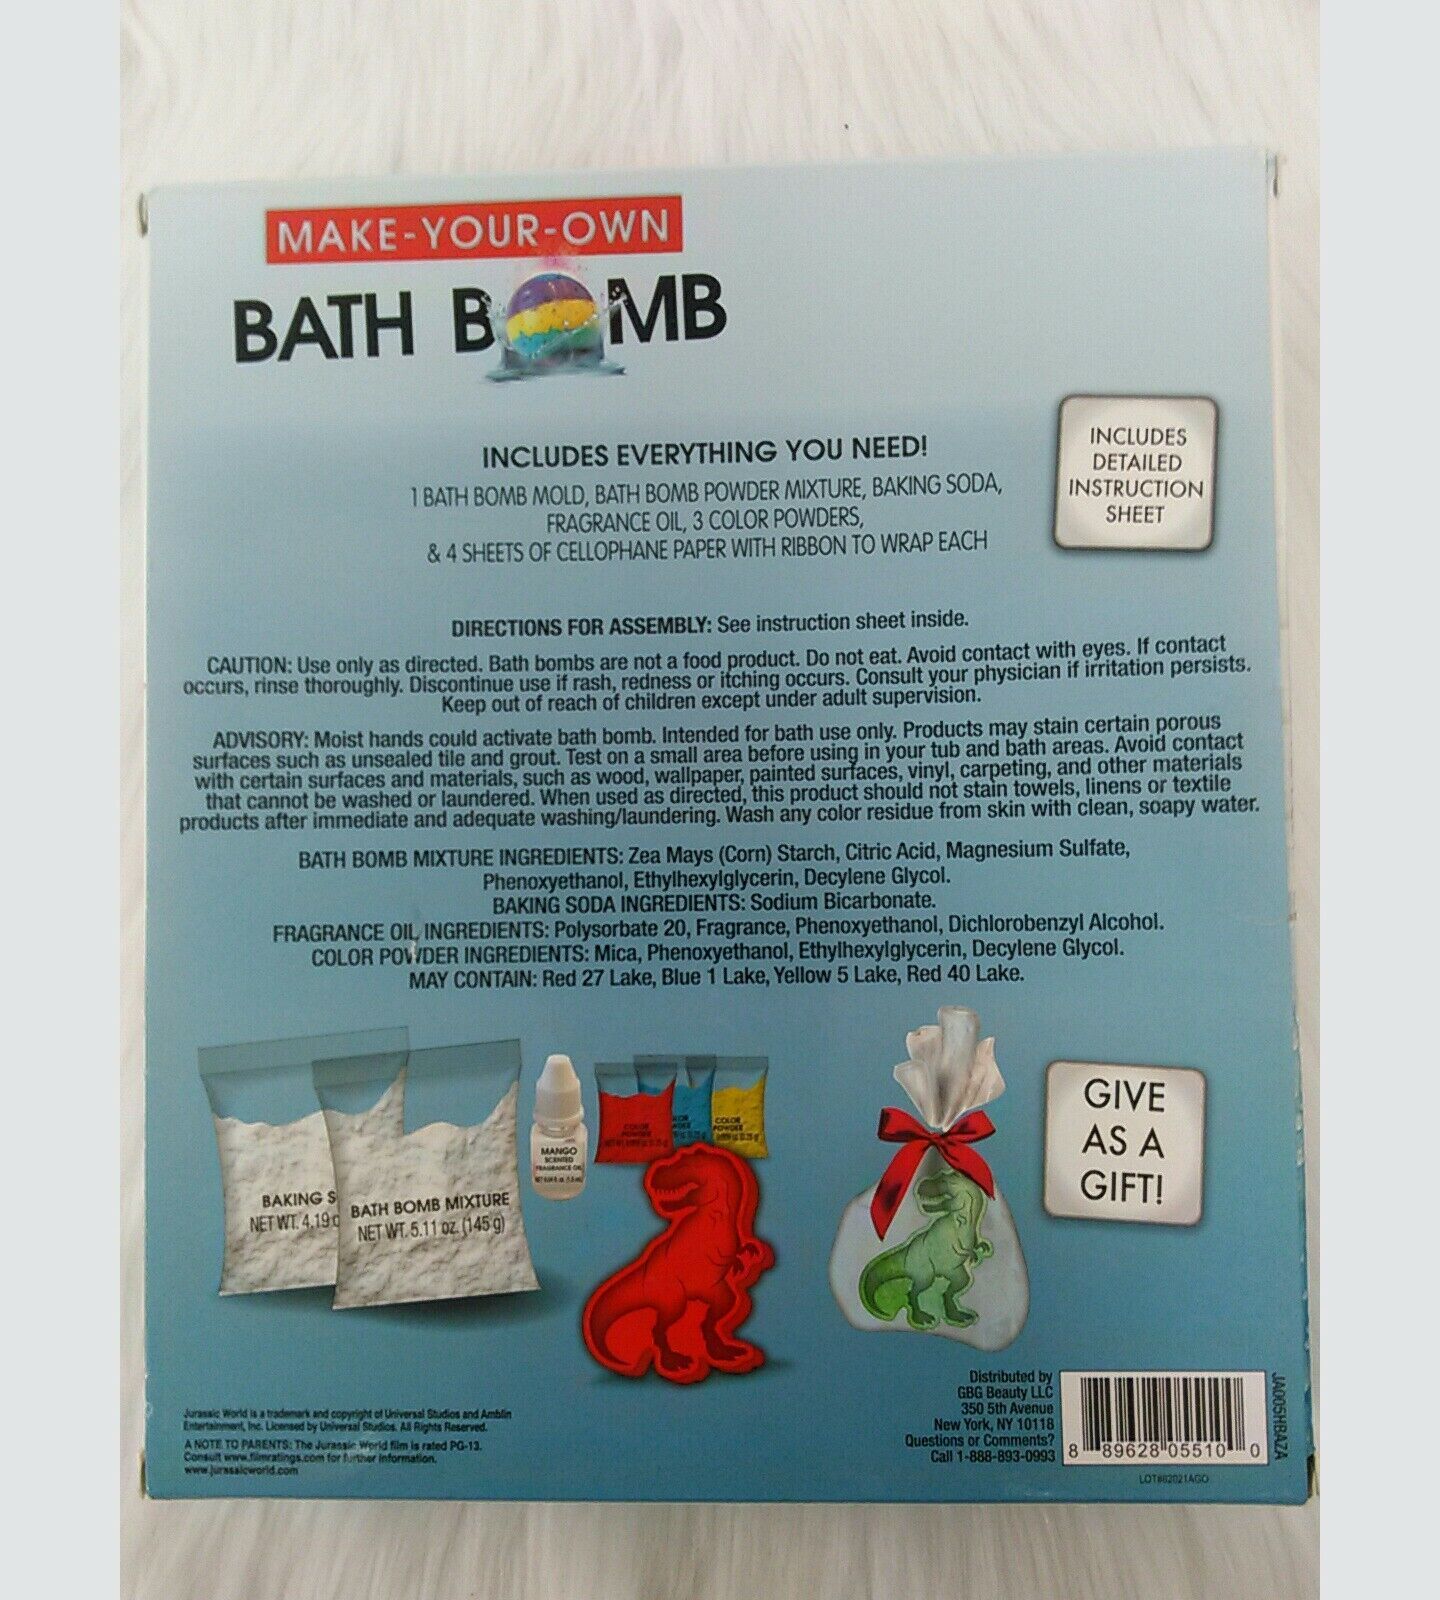 MAKE-YOUR-OWN
BATH BOMB
INCLUDES EVERYTHING YOU NEED!
1 BATH BOMB MOLD, BATH BOMB POWDER MIXTURE, BAKING SODA,
FRAGRANCE OIL, 3 COLOR POWDERS,
& 4 SHEETS OF CELLOPHANE PAPER WITH RIBBON TO WRAP EACH
INCLUDES
DETAILED
INSTRUCTION
SHEET
DIRECTIONS FOR ASSEMBLY: See instruction sheet inside.
CAUTION: Use only as directed. Bath bombs are not a food product. Do not eat. Avoid contact with eyes. If contact
occurs, rinse thoroughly. Discontinue use if rash, redness or itching occurs. Consult your physician if irritation persists.
Keep out of reach of children except under adult supervision.
ADVISORY: Moist hands could activate bath bomb. Intended for bath use only. Products may stain certain porous
surfaces such as unsealed tile and grout. Test on a small area before using in your tub and bath areas. Avoid contact
with certain surfaces and materials, such as wood, wallpaper, painted surfaces, vinyl, carpeting, and other materials
that cannot be washed or laundered. When used as directed, this product should not stain towels, linens or textile
products after immediate and adequate washing/laundering. Wash any color residue from skin with clean, soapy water.
BATH BOMB MIXTURE INGREDIENTS: Zea Mays (Corn) Starch, Citric Acid, Magnesium Sulfate,
Phenoxyethanol, Ethylhexylglycerin, Decylene Glycol.
BAKING SODA INGREDIENTS: Sodium Bicarbonate.
FRAGRANCE OIL INGREDIENTS: Polysorbate 20, Fragrance, Phenoxyethanol, Dichlorobenzyl Alcohol.
COLOR POWDER INGREDIENTS: Mica, Phenoxyethanol, Ethylhexylglycerin, Decylene Glycol.
MAY CONTAIN: Red 27 Lake, Blue 1 Lake, Yellow 5 Lake, Red 40 Lake.
BAKING S
NET WT. 4.19
BATH BOMB MIXTURE
NET WT. 5.11 oz. (145 g)
MANGO
SCENTED
FRAGRANCE OIL
COLOR
POWDER
COLOR
POWDER
GIVE
AS A
GIFT!
Jurassic World is a trademark and copyright of Universal Studios and Amblin
Entertainment, Inc. Licensed by Universal Studios. All Rights Reserved.
A NOTE TO PARENTS: The Jurassic World film is rated PG-13.
Consult www.filmratings.com for further information.
www.jurassicworld.com
Distributed by
GBG Beauty LLC
350 5th Avenue
New York, NY 10118
Questions or Comments?
Call 1-888-893-0993
8 89628 05510 0
JA005HBAZA
LOT#82021AGO